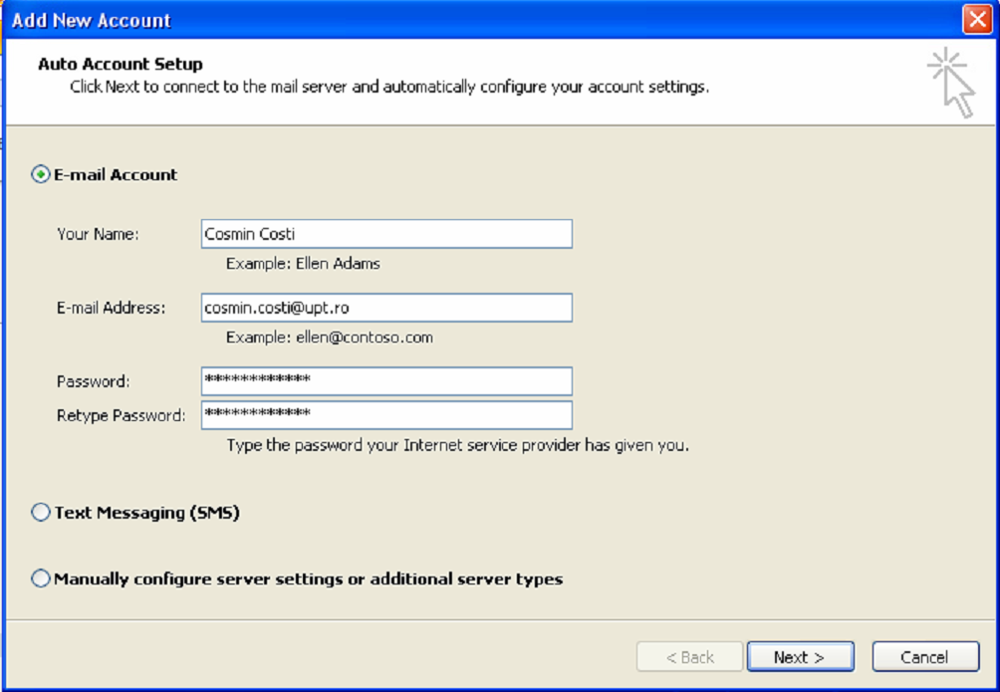 Add New Account
Auto Account Setup
Click Next to connect to the mail server and automatically configure your account settings.
E-mail Account
Your Name: Cosmin Costi
Example: Ellen Adams
E-mail Address: cosmin.costi@upt.ro
Example: ellen@contoso.com
Password: ************
Retype Password: ************
Type the password your Internet service provider has given you.
Text Messaging (SMS)
Manually configure server settings or additional server types
< Back Next > Cancel